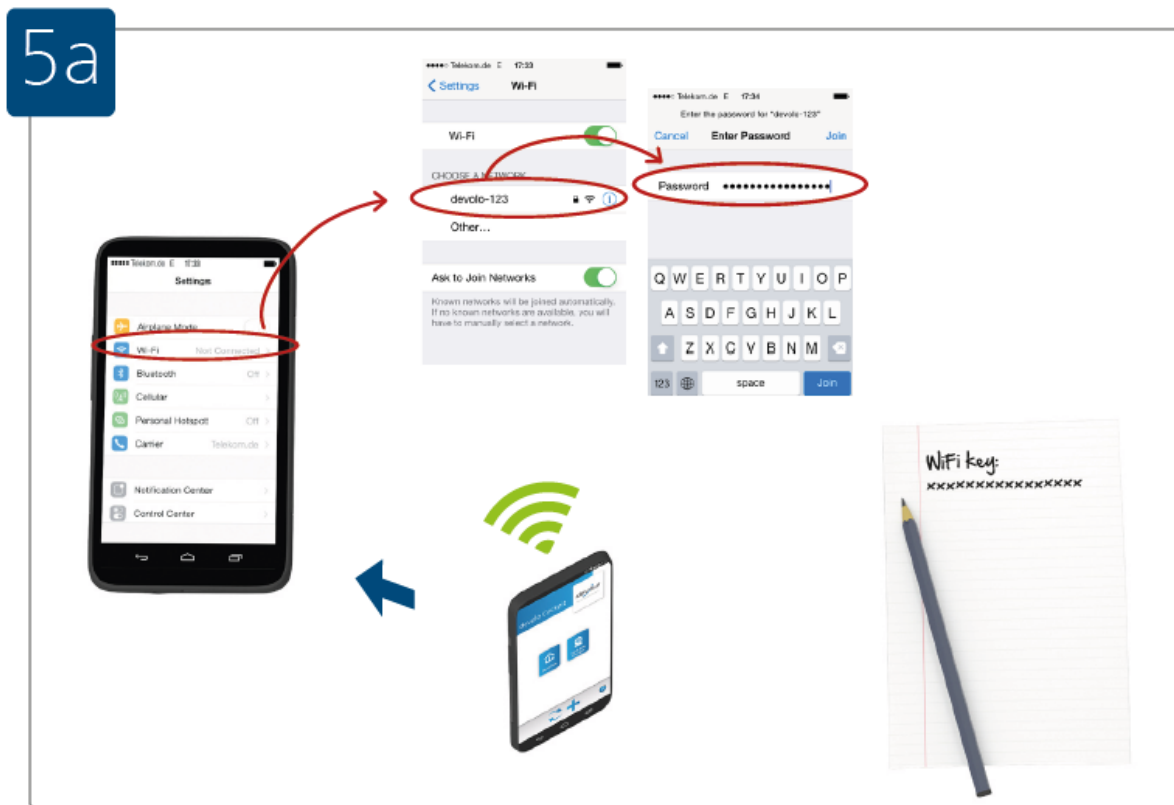 5a
Telekom.de E 17:33
Settings Wi-Fi
Wi-Fi
CHOOSE A NETWORK
devolo-123
Other...
Ask to Join Networks
Known networks will be joined automatically.
If no known networks are available, you will
have to manually select a network.
Telekom.de E 17:34
Enter the password for "devolo-123"
Cancel Enter Password Join
Password ••••••••••••••••
Q W E R T Y U I O P
A S D F G H J K L
Z X C V B N M
123 space Join
Telekom.de E 17:33
Settings
Airplane Mode
Wi-Fi Not Connected
Bluetooth Off
Cellular
Personal Hotspot Off
Carrier Telekom.de
Notification Center
Control Center
devolo Cockpit
WiFi key:
xxxxxxxxxxxxxxxx